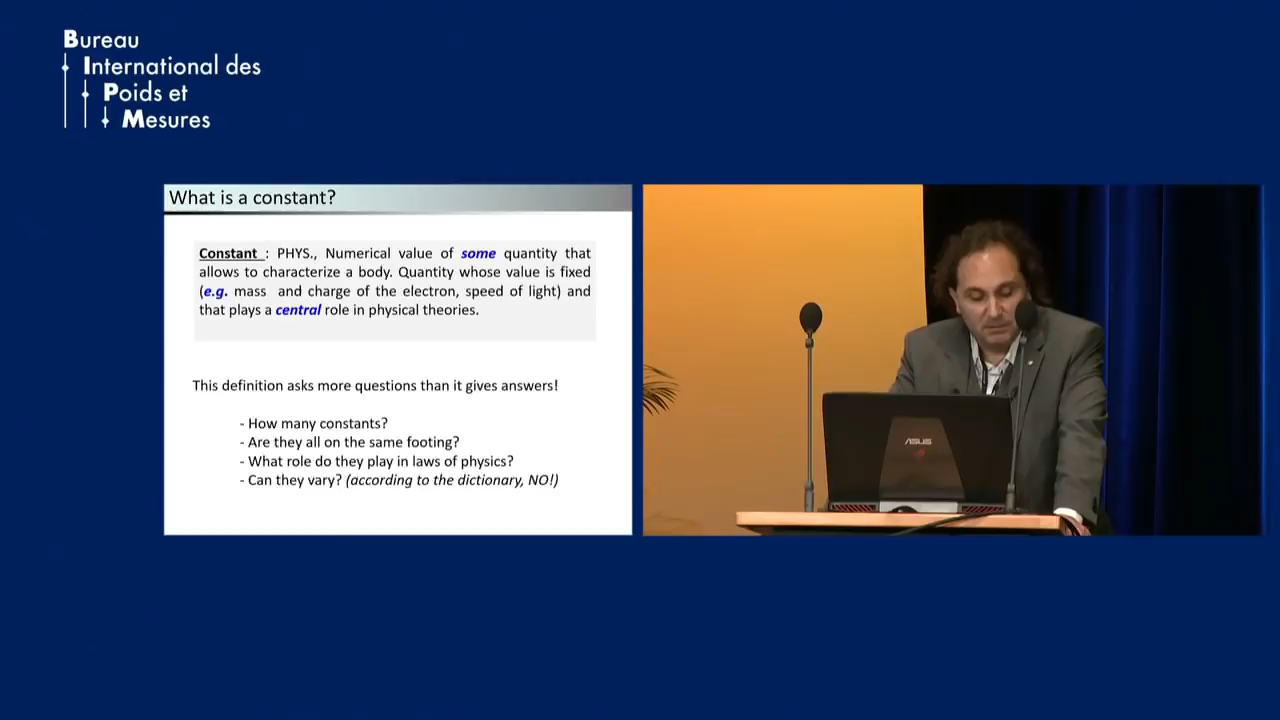 Bureau
International des
Poids et
Mesures
What is a constant?
Constant : PHYS., Numerical value of some quantity that
allows to characterize a body. Quantity whose value is fixed
(e.g. mass and charge of the electron, speed of light) and
that plays a central role in physical theories.
This definition asks more questions than it gives answers!
- How many constants?
- Are they all on the same footing?
- What role do they play in laws of physics?
- Can they vary? (according to the dictionary, NO!)
ASUS